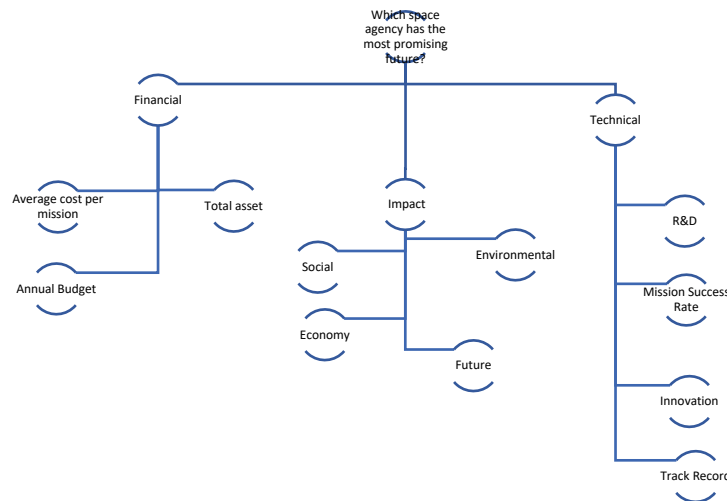 Which space
agency has the
most promising
future?
Financial
Technical
Average cost per
mission
Total asset
Impact
R&D
Social
Environmental
Annual Budget
Mission Success
Rate
Economy
Future
Innovation
Track Record